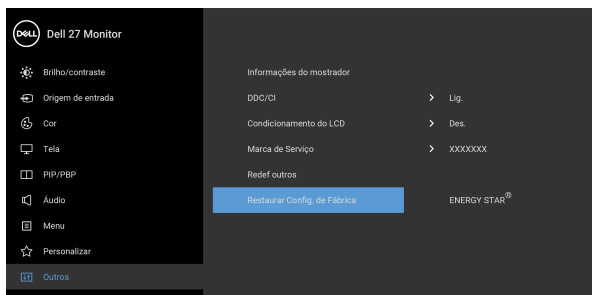 DELL Dell 27 Monitor
Brilho/contraste
Origem de entrada
Cor
Tela
PIP/PBP
Áudio
Menu
Personalizar
Outros
Informações do mostrador
DDC/CI Lig.
Condicionamento do LCD Des.
Marca de Serviço XXXXXXX
Redef outros
Restaurar Config. de Fábrica ENERGY STAR®